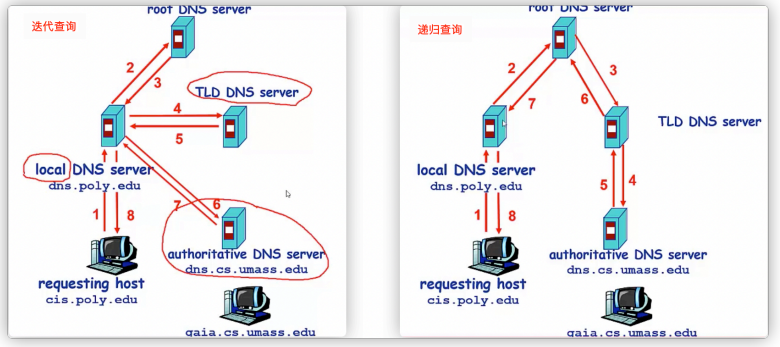 迭代查询
root DNS server
2
3
TLD DNS server
4
5
local DNS server
dns.poly.edu
7
6
1
8
authoritative DNS server
dns.cs.umass.edu
requesting host
cis.poly.edu
gaia.cs.umass.edu
递归查询
root DNS server
2
3
7
6
TLD DNS server
local DNS server
dns.poly.edu
5
4
1
8
authoritative DNS server
dns.cs.umass.edu
requesting host
cis.poly.edu
gaia.cs.umass.edu